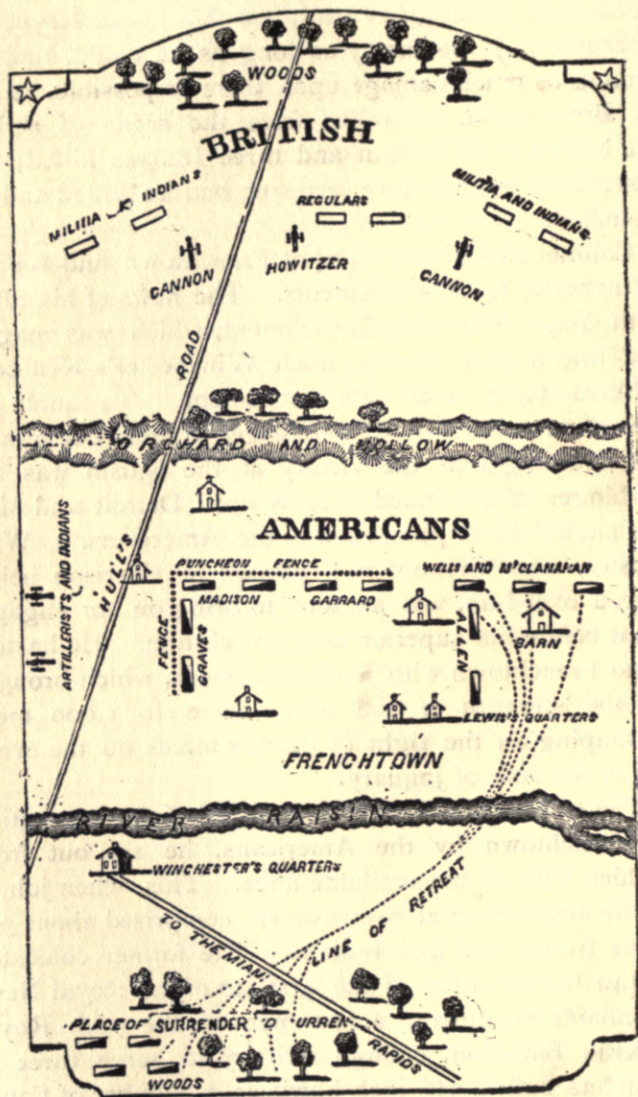 WOODS
BRITISH
MILITIA & INDIANS
REGULARS
MILITIA AND INDIANS
CANNON
HOWITZER
CANNON
ROAD
ORCHARD AND HOLLOW
HULL'S
AMERICANS
ARTILLERISTS AND INDIANS
PUNCHEON FENCE
WELLS AND McCLANAHAN
MADISON GARRARD
FENCE
GRAVES
ALLEN
BARN
LEWIS'S QUARTERS
FRENCHTOWN
RIVER RAISIN
WINCHESTER'S QUARTERS
TO THE MIAMI
RAPIDS
LINE OF RETREAT
PLACE OF SURRENDER
WOODS